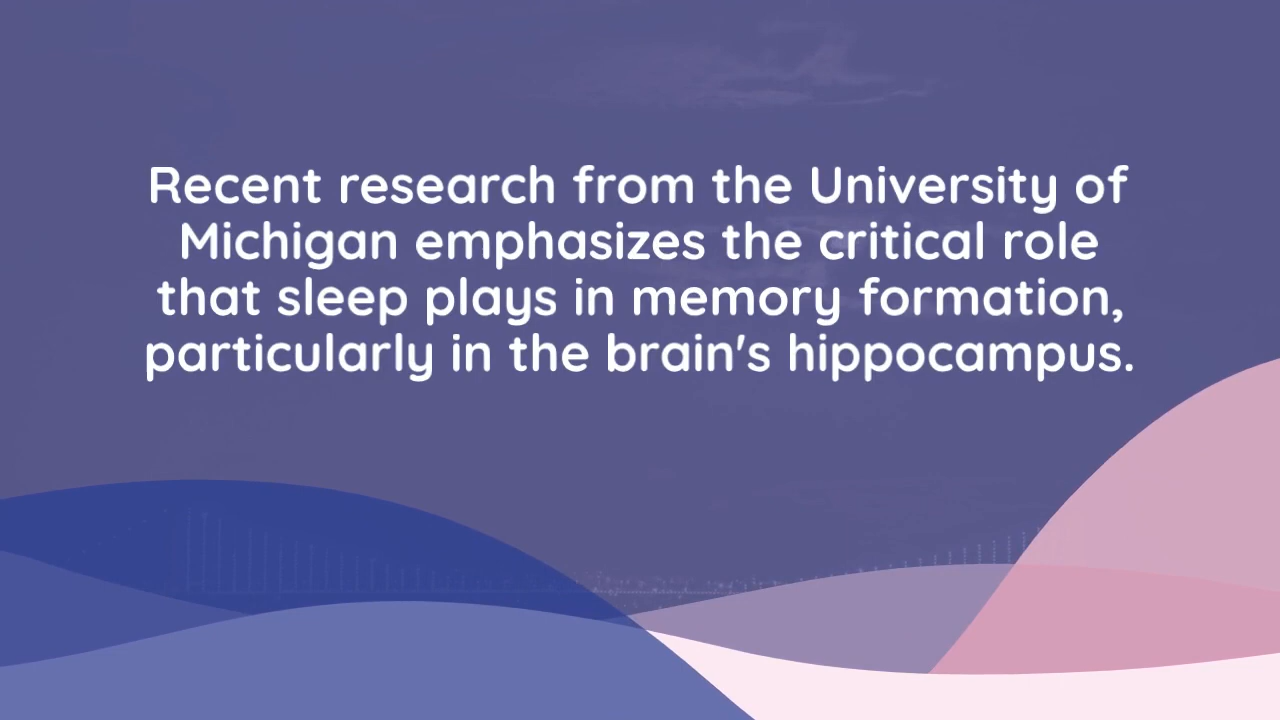 Recent research from the University of
Michigan emphasizes the critical role
that sleep plays in memory formation,
particularly in the brain's hippocampus.